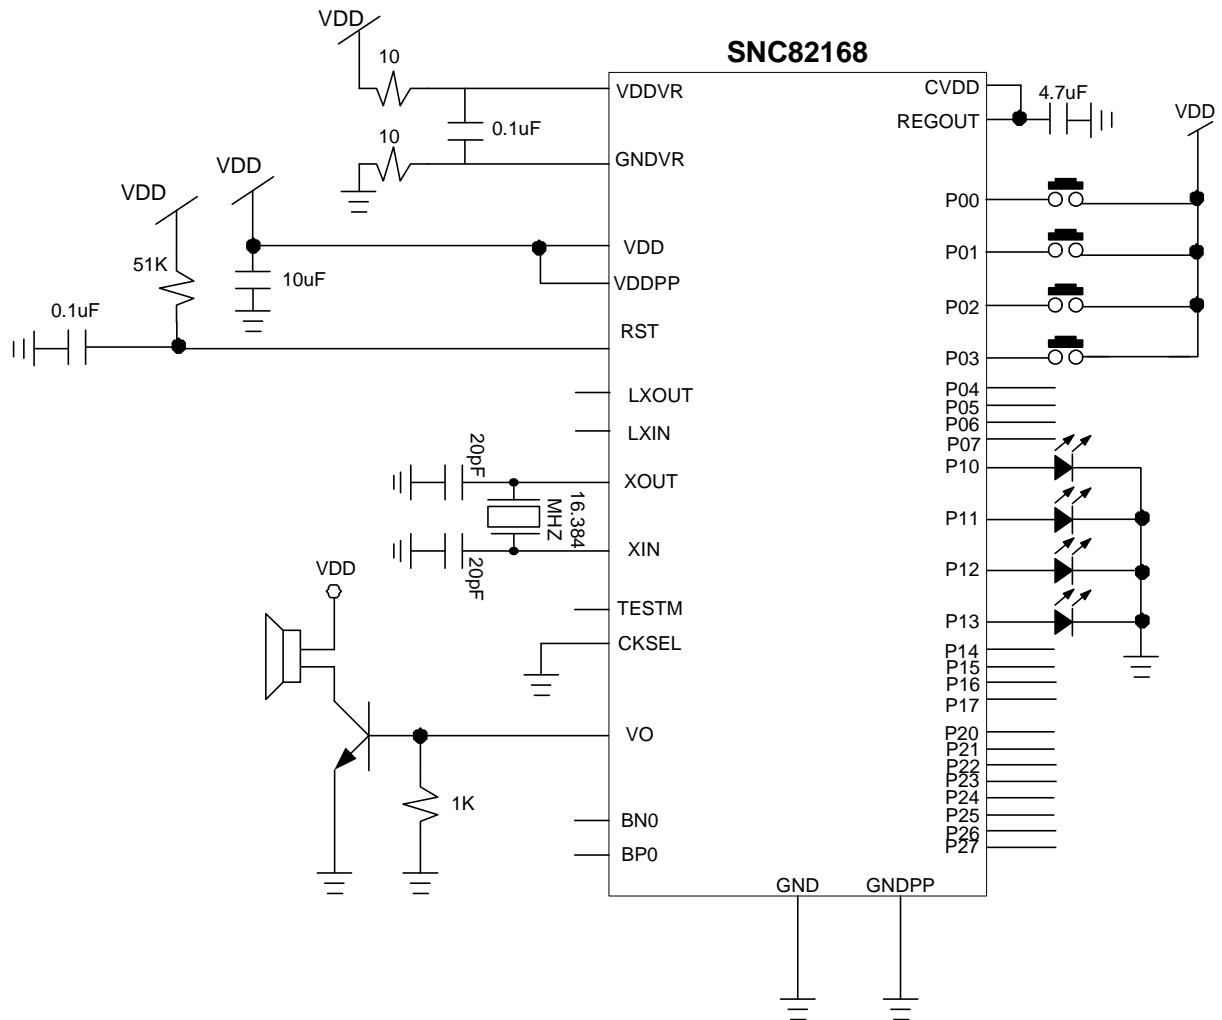 VDD
SNC82168
10
VDDVR
CVDD
4.7uF
VDD
0.1uF
REGOUT
10
GNDVR
VDD
VDD
P00
VDD
P01
51K
10uF
VDDPP
0.1uF
P02
RST
P03
LXOUT
P04
P05
P06
LXIN
P07
20pF
P10
XOUT
16.384
MHZ
P11
XIN
20pF
P12
VDD
TESTM
P13
CKSEL
P14
P15
P16
P17
VO
P20
P21
P22
P23
1K
P24
P25
BN0
P26
P27
BP0
GND
GNDPP